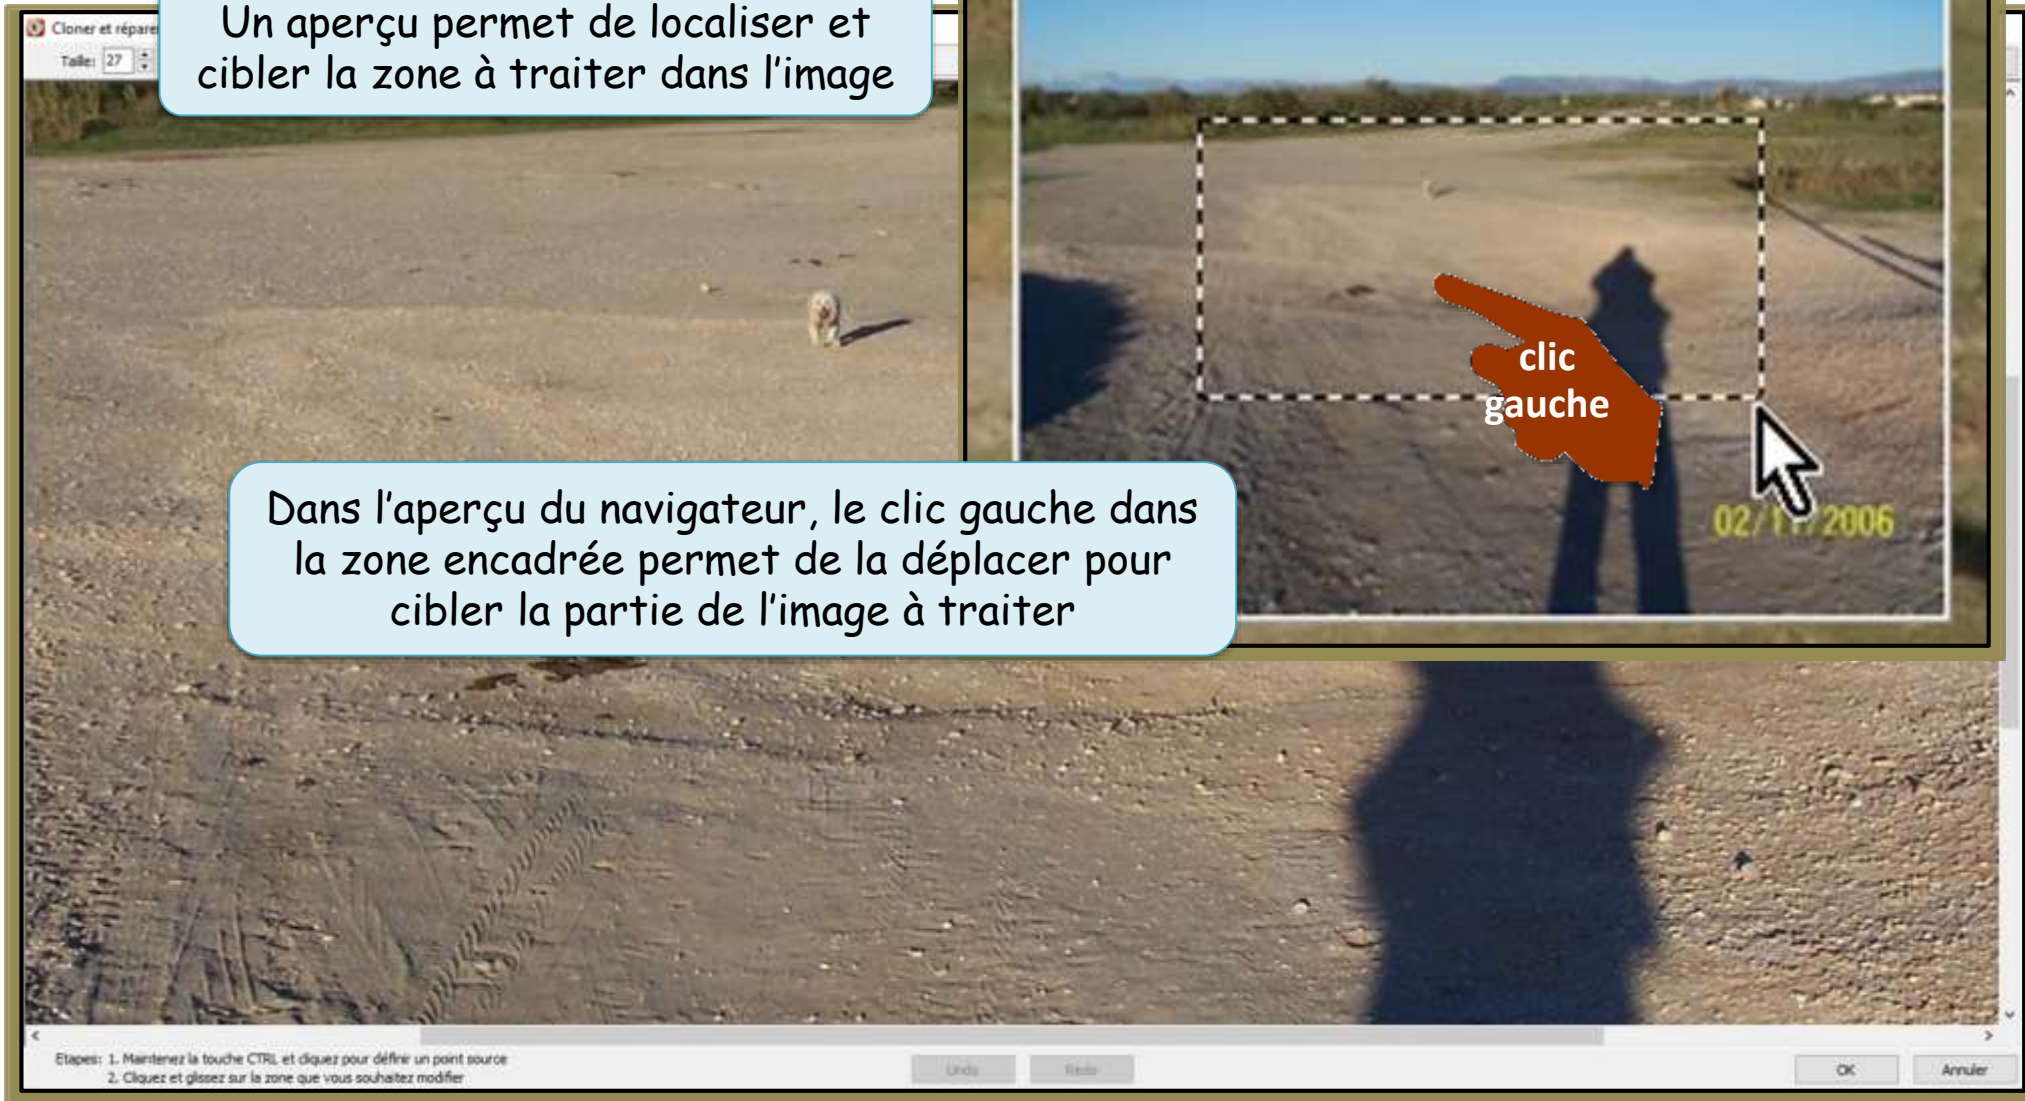 Cloner et répare
Taille: 27
Un aperçu permet de localiser et
cibler la zone à traiter dans l'image
clic
gauche
02/11/2006
Dans l'aperçu du navigateur, le clic gauche dans
la zone encadrée permet de la déplacer pour
cibler la partie de l'image à traiter
Etapes: 1. Maintenez la touche CTRL et cliquez pour définir un point source
2. Cliquez et glissez sur la zone que vous souhaitez modifier
Undo
Redo
OK
Annuler